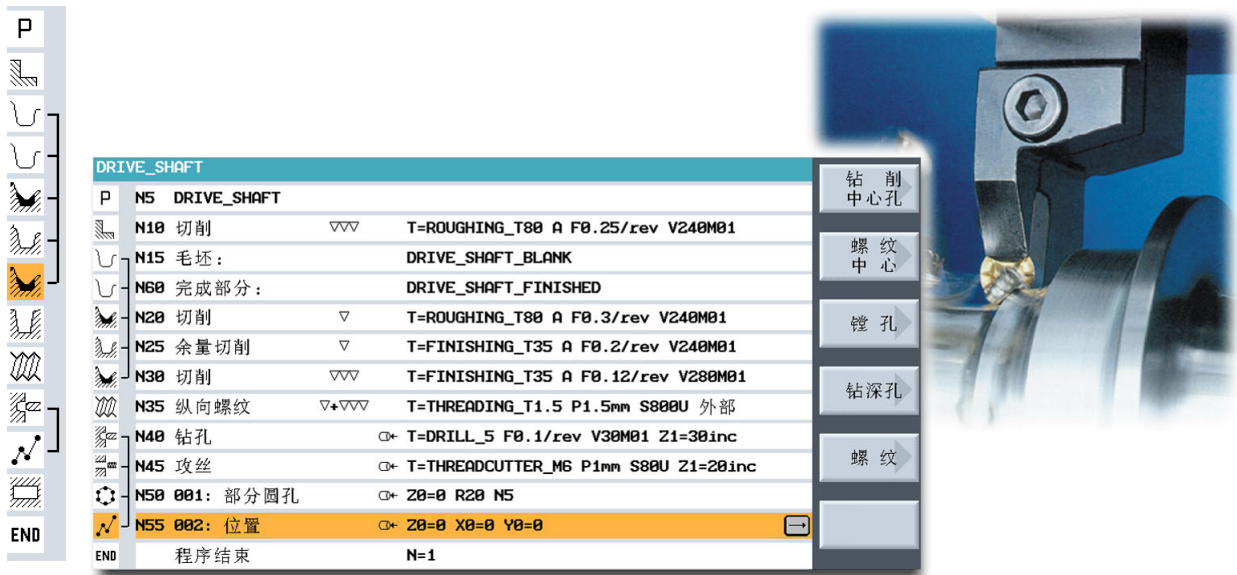 P
END
DRIVE_SHAFT
P N5 DRIVE_SHAFT
N10 切削 ▽▽▽ T=ROUGHING_T80 A F0.25/rev V240M01
N15 毛坯: DRIVE_SHAFT_BLANK
N60 完成部分: DRIVE_SHAFT_FINISHED
N20 切削 ▽ T=ROUGHING_T80 A F0.3/rev V240M01
N25 余量切削 ▽ T=FINISHING_T35 A F0.2/rev V240M01
N30 切削 ▽▽▽ T=FINISHING_T35 A F0.12/rev V280M01
N35 纵向螺纹 ▽+▽▽▽ T=THREADING_T1.5 P1.5mm S800U 外部
N40 钻孔 T=DRILL_5 F0.1/rev V30M01 Z1=30inc
N45 攻丝 T=THREADCUTTER_M6 P1mm S80U Z1=20inc
N50 001: 部分圆孔 Z0=0 R20 N5
N55 002: 位置 Z0=0 X0=0 Y0=0
END 程序结束 N=1
钻 削
中心孔
螺 纹
中 心
镗 孔
钻深孔
螺 纹